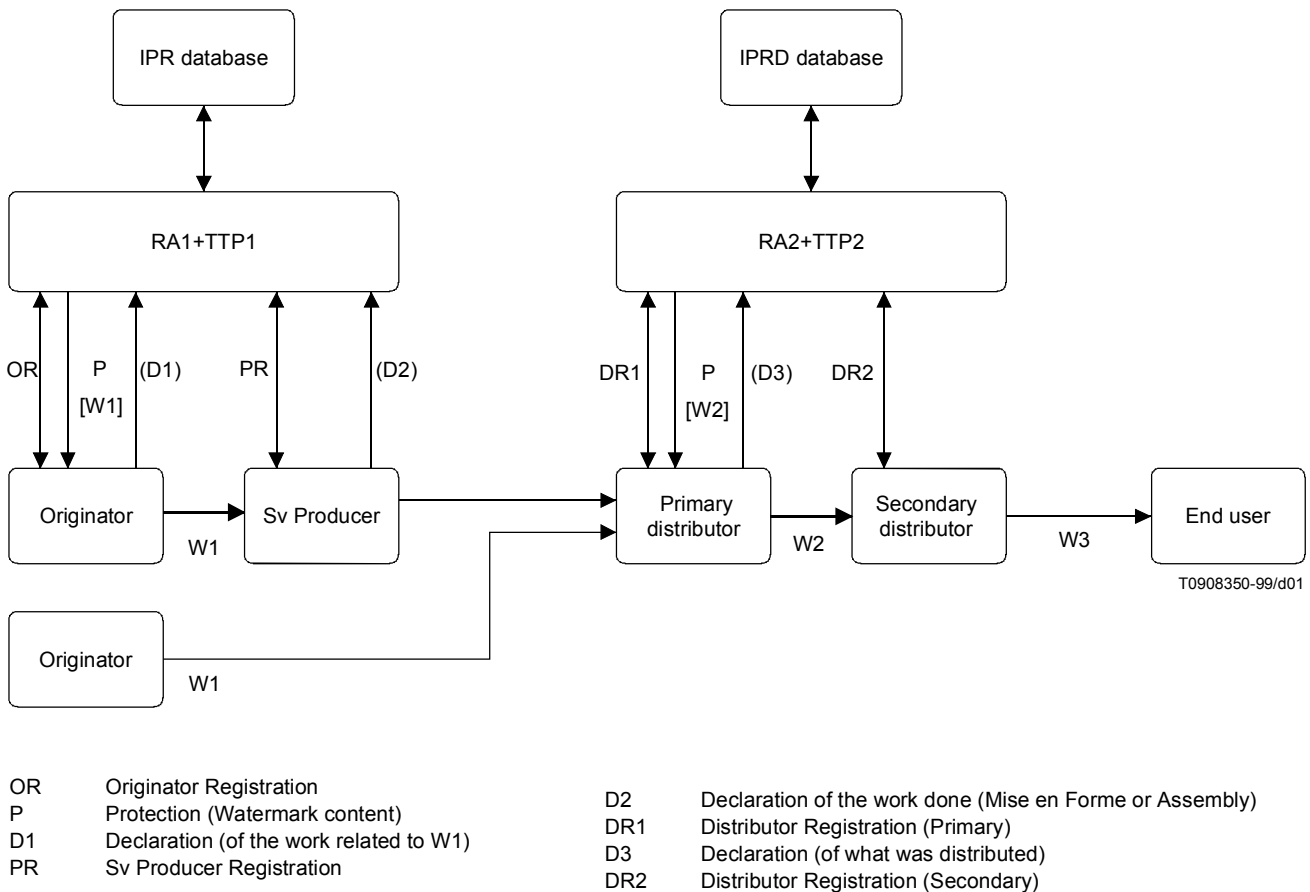 IPR database
IPRD database
RA1+TTP1
RA2+TTP2
OR
P
[W1]
(D1)
PR
(D2)
DR1
P
[W2]
(D3)
DR2
Originator
W1
Sv Producer
Primary
distributor
W2
Secondary
distributor
W3
End user
T0908350-99/d01
Originator
W1
OR Originator Registration
P Protection (Watermark content)
D1 Declaration (of the work related to W1)
PR Sv Producer Registration
D2 Declaration of the work done (Mise en Forme or Assembly)
DR1 Distributor Registration (Primary)
D3 Declaration (of what was distributed)
DR2 Distributor Registration (Secondary)